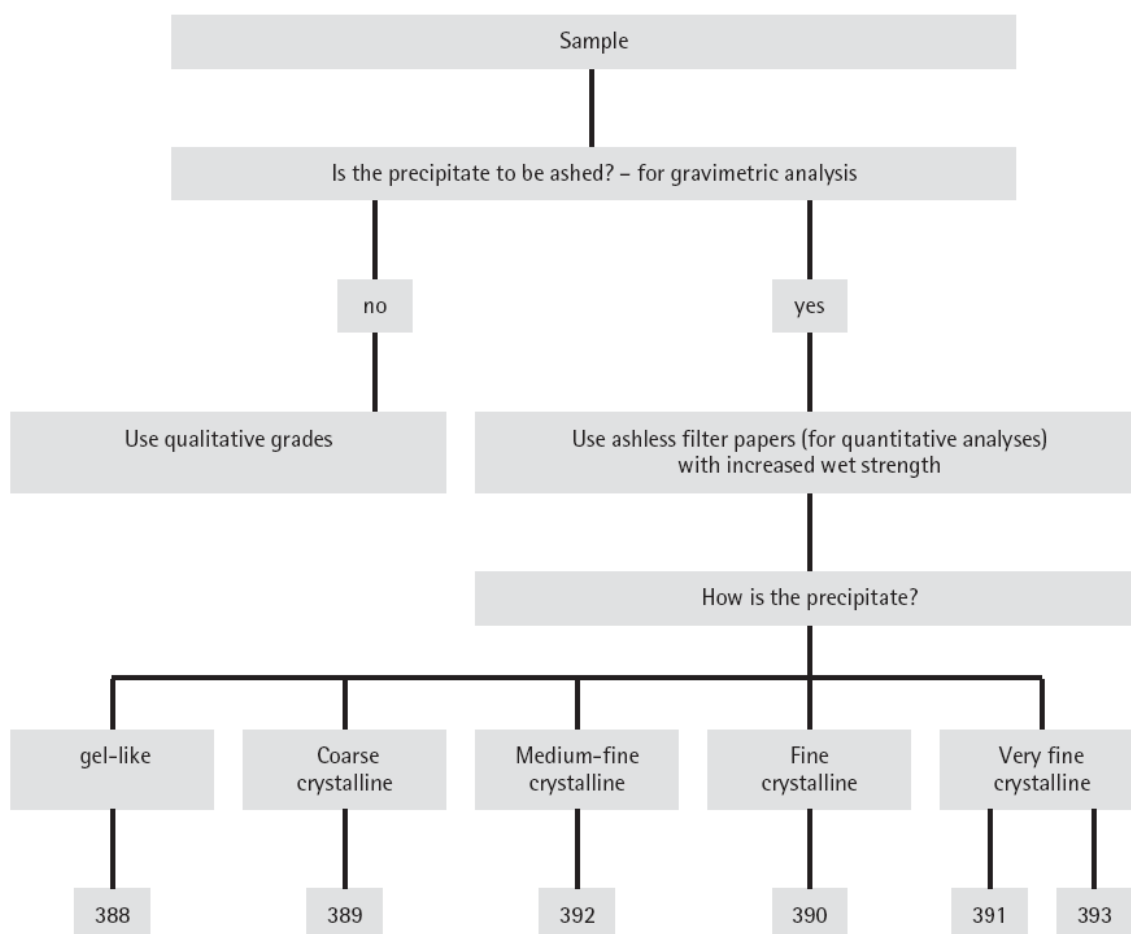 Sample
Is the precipitate to be ashed? – for gravimetric analysis
no
yes
Use qualitative grades
Use ashless filter papers (for quantitative analyses)
with increased wet strength
How is the precipitate?
gel-like
Coarse
crystalline
Medium-fine
crystalline
Fine
crystalline
Very fine
crystalline
388
389
392
390
391
393